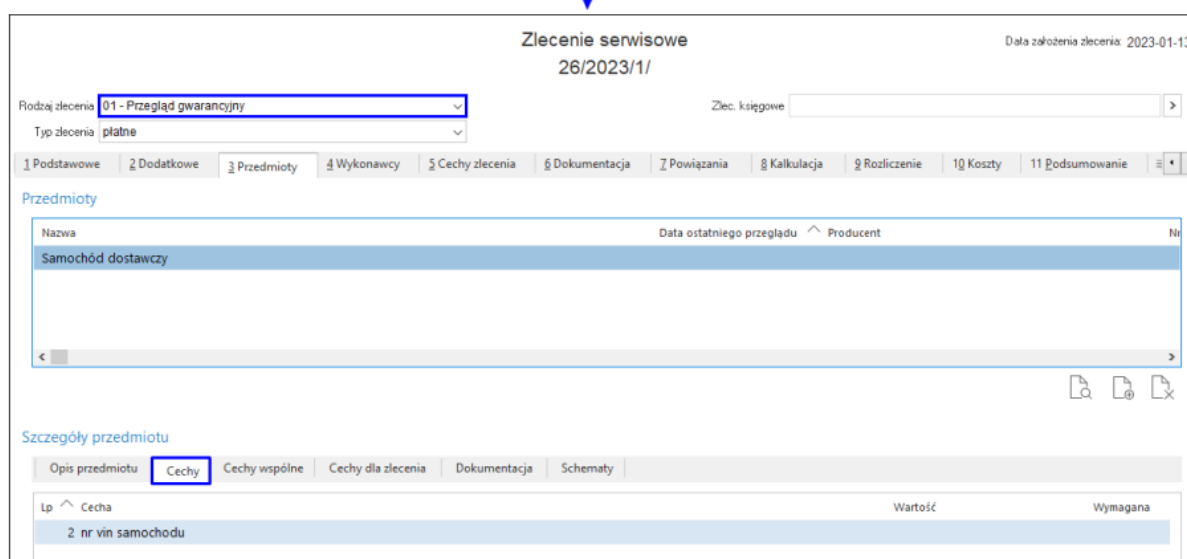 Zlecenie serwisowe
Data założenia zlecenia: 2023-01-13
26/2023/1/
Rodzaj zlecenia 01 - Przegląd gwarancyjny
Zlec. księgowe
Typ zlecenia płatne
1 Podstawowe 2 Dodatkowe 3 Przedmioty 4 Wykonawcy 5 Cechy zlecenia 6 Dokumentacja 7 Powiązania 8 Kalkulacja 9 Rozliczenie 10 Koszty 11 Podsumowanie
Przedmioty
Nazwa Data ostatniego przeglądu Producent Nr
Samochód dostawczy
Szczegóły przedmiotu
Opis przedmiotu Cechy Cechy wspólne Cechy dla zlecenia Dokumentacja Schematy
Lp Cecha Wartość Wymagana
2 nr vin samochodu